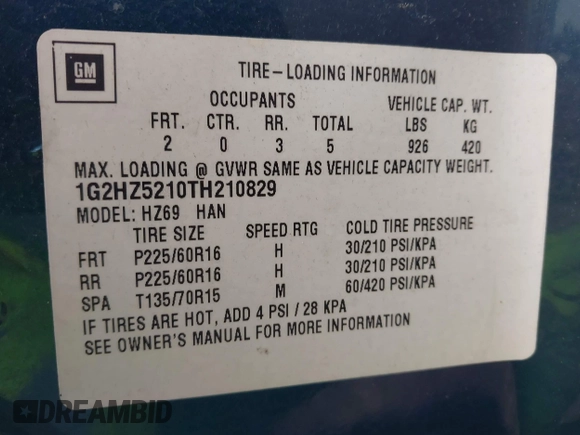 GM
TIRE-LOADING INFORMATION
OCCUPANTS VEHICLE CAP. WT.
FRT. CTR. RR. TOTAL LBS KG
2 0 3 5 926 420
MAX. LOADING @ GVWR SAME AS VEHICLE CAPACITY WEIGHT.
1G2HZ5210TH210829
MODEL: HZ69 HAN
TIRE SIZE SPEED RTG COLD TIRE PRESSURE
FRT P225/60R16 H 30/210 PSI/KPA
RR P225/60R16 H 30/210 PSI/KPA
SPA T135/70R15 M 60/420 PSI/KPA
IF TIRES ARE HOT, ADD 4 PSI / 28 KPA
SEE OWNER'S MANUAL FOR MORE INFORMATION
DREAMBID